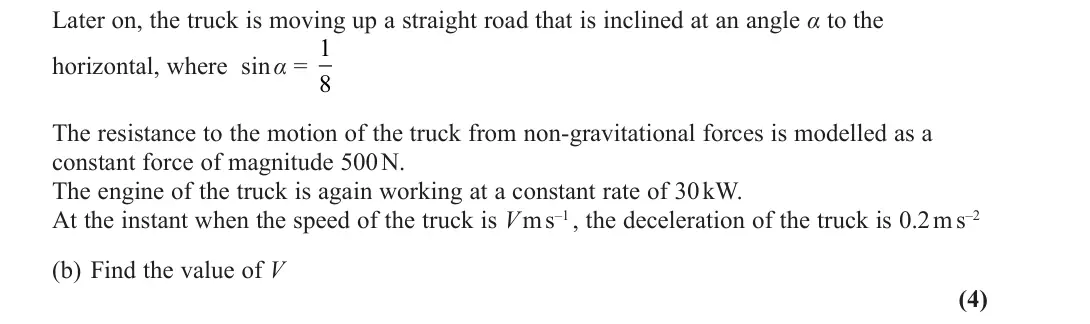 Later on, the truck is moving up a straight road that is inclined at an angle α to the
horizontal, where sin α = 1/8
The resistance to the motion of the truck from non-gravitational forces is modelled as a
constant force of magnitude 500 N.
The engine of the truck is again working at a constant rate of 30 kW.
At the instant when the speed of the truck is V m s⁻¹, the deceleration of the truck is 0.2 m s⁻²
(b) Find the value of V
(4)